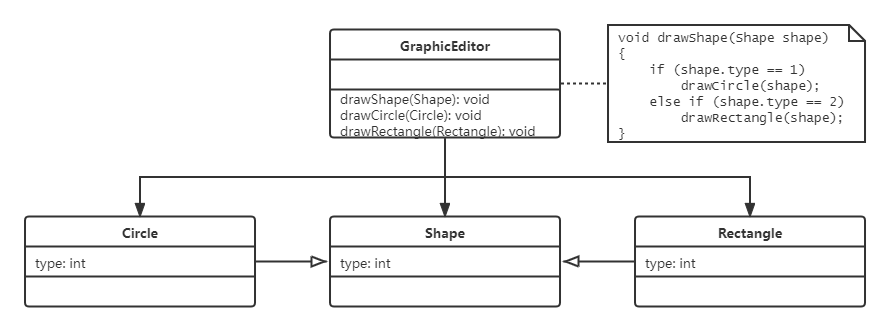 GraphicEditor
drawShape(Shape): void
drawCircle(Circle): void
drawRectangle(Rectangle): void
void drawShape(Shape shape)
{
    if (shape.type == 1)
        drawCircle(shape);
    else if (shape.type == 2)
        drawRectangle(shape);
}
Circle
type: int
Shape
type: int
Rectangle
type: int